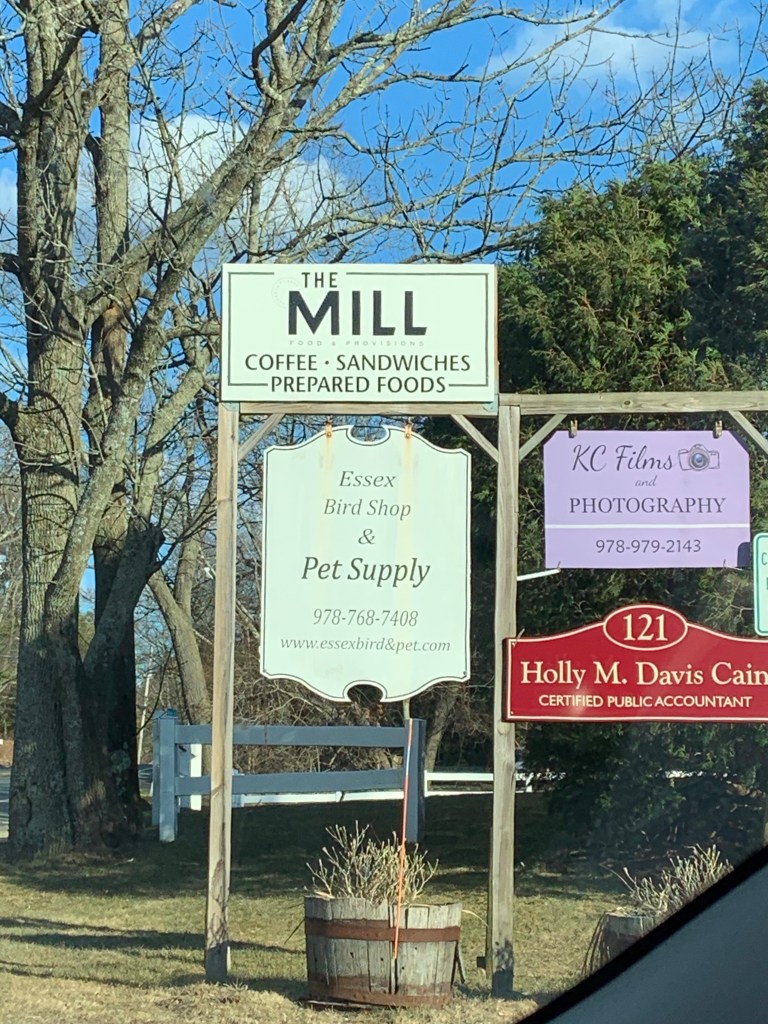 THE
MILL
FOOD & PROVISIONS
COFFEE · SANDWICHES
PREPARED FOODS
Essex
Bird Shop
&
Pet Supply
978-768-7408
www.essexbird&pet.com
KC Films
and
PHOTOGRAPHY
978-979-2143
121
Holly M. Davis Cain
CERTIFIED PUBLIC ACCOUNTANT